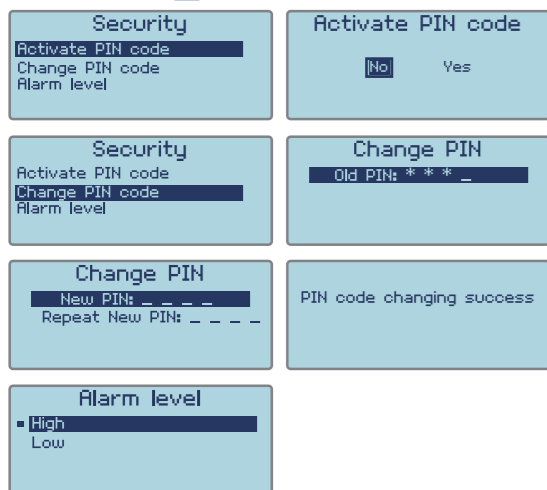 Security
Activate PIN code
Change PIN code
Alarm level
Activate PIN code
No Yes
Security
Activate PIN code
Change PIN code
Alarm level
Change PIN
Old PIN: * * * _
Change PIN
New PIN: _ _ _ _
Repeat New PIN: _ _ _ _
PIN code changing success
Alarm level
High
Low